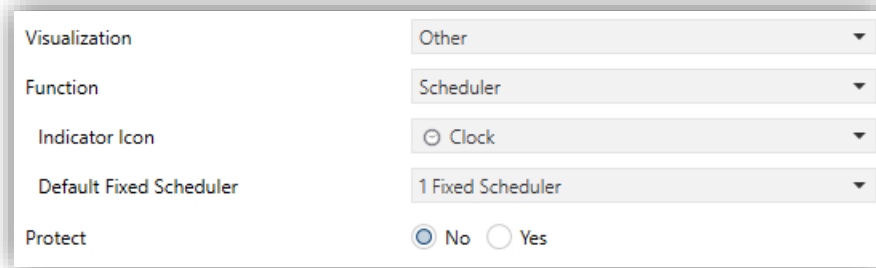 Visualization Other
Function Scheduler
Indicator Icon Clock
Default Fixed Scheduler 1 Fixed Scheduler
Protect No Yes